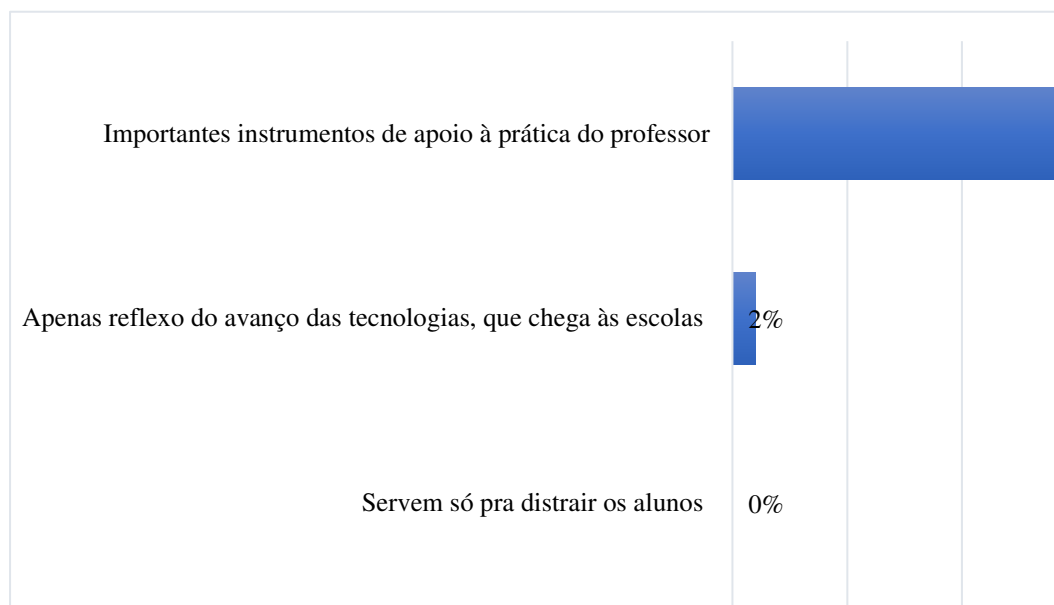 Importantes instrumentos de apoio à prática do professor
Apenas reflexo do avanço das tecnologias, que chega às escolas 2%
Servem só pra distrair os alunos 0%